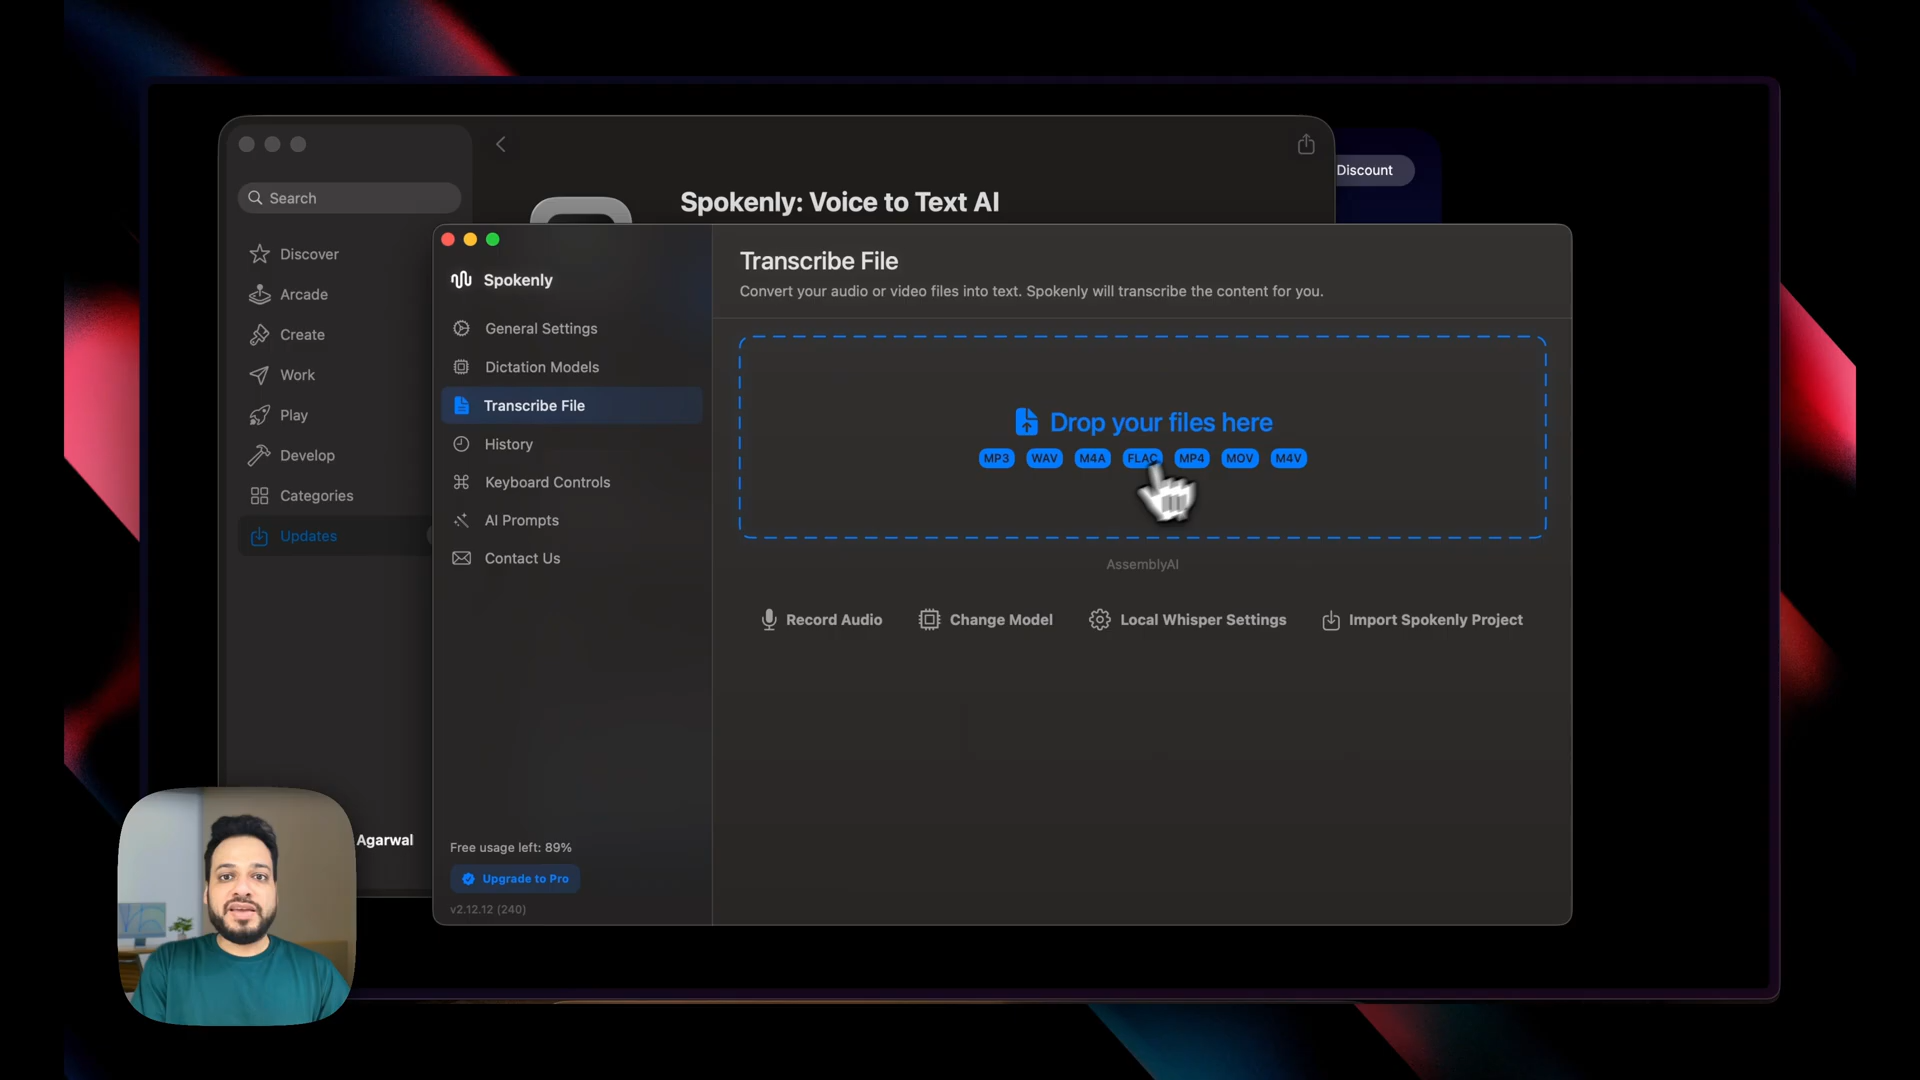 Search
Discover
Arcade
Create
Work
Play
Develop
Categories
Updates
Agarwal
Spokenly: Voice to Text AI
Discount
Spokenly
General Settings
Dictation Models
Transcribe File
History
Keyboard Controls
AI Prompts
Contact Us
Free usage left: 89%
Upgrade to Pro
v2.12.12 (240)
Transcribe File
Convert your audio or video files into text. Spokenly will transcribe the content for you.
Drop your files here
MP3 WAV M4A FLAC MP4 MOV M4V
AssemblyAI
Record Audio Change Model Local Whisper Settings Import Spokenly Project